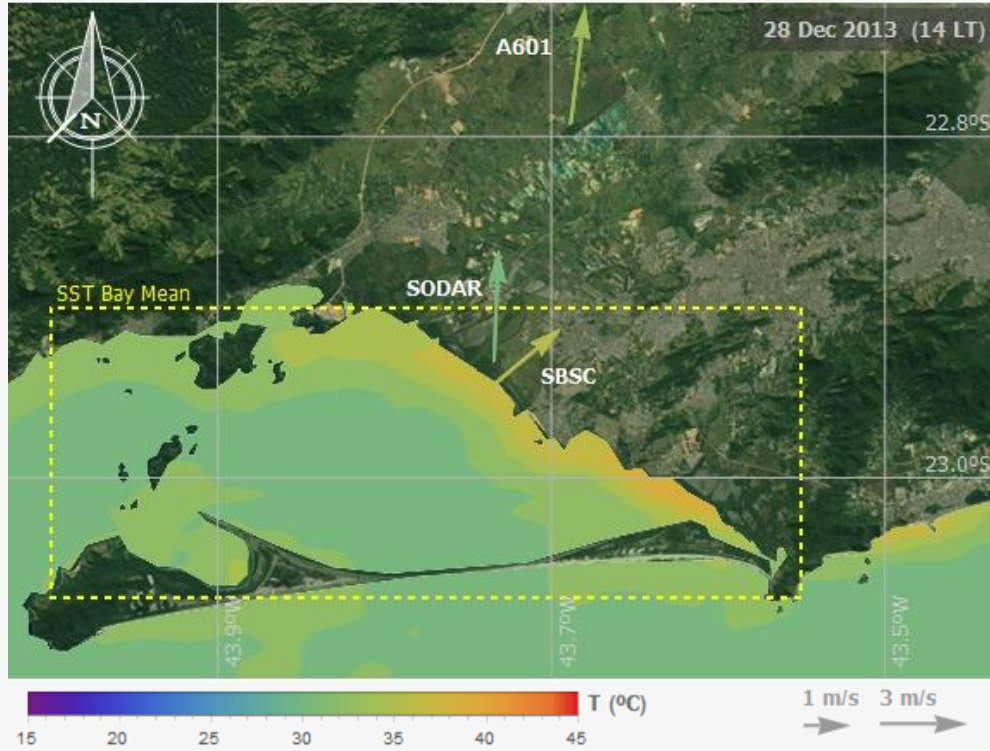 28 Dec 2013 (14 LT)
A601
N
22.8ºS
SST Bay Mean
SODAR
SBSC
23.0ºS
43.9ºW
43.7ºW
43.5ºW
T (ºC)
1 m/s 3 m/s
15 20 25 30 35 40 45